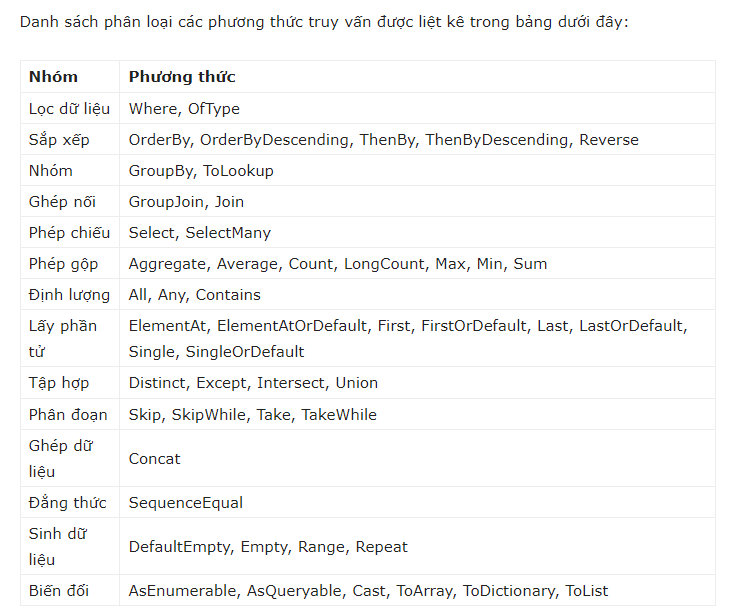 Danh sách phân loại các phương thức truy vấn được liệt kê trong bảng dưới đây:
Nhóm Phương thức
Lọc dữ liệu Where, OfType
Sắp xếp OrderBy, OrderByDescending, ThenBy, ThenByDescending, Reverse
Nhóm GroupBy, ToLookup
Ghép nối GroupJoin, Join
Phép chiếu Select, SelectMany
Phép gộp Aggregate, Average, Count, LongCount, Max, Min, Sum
Định lượng All, Any, Contains
Lấy phần tử ElementAt, ElementAtOrDefault, First, FirstOrDefault, Last, LastOrDefault,
Single, SingleOrDefault
Tập hợp Distinct, Except, Intersect, Union
Phân đoạn Skip, SkipWhile, Take, TakeWhile
Ghép dữ liệu Concat
Đẳng thức SequenceEqual
Sinh dữ liệu DefaultEmpty, Empty, Range, Repeat
Biến đổi AsEnumerable, AsQueryable, Cast, ToArray, ToDictionary, ToList